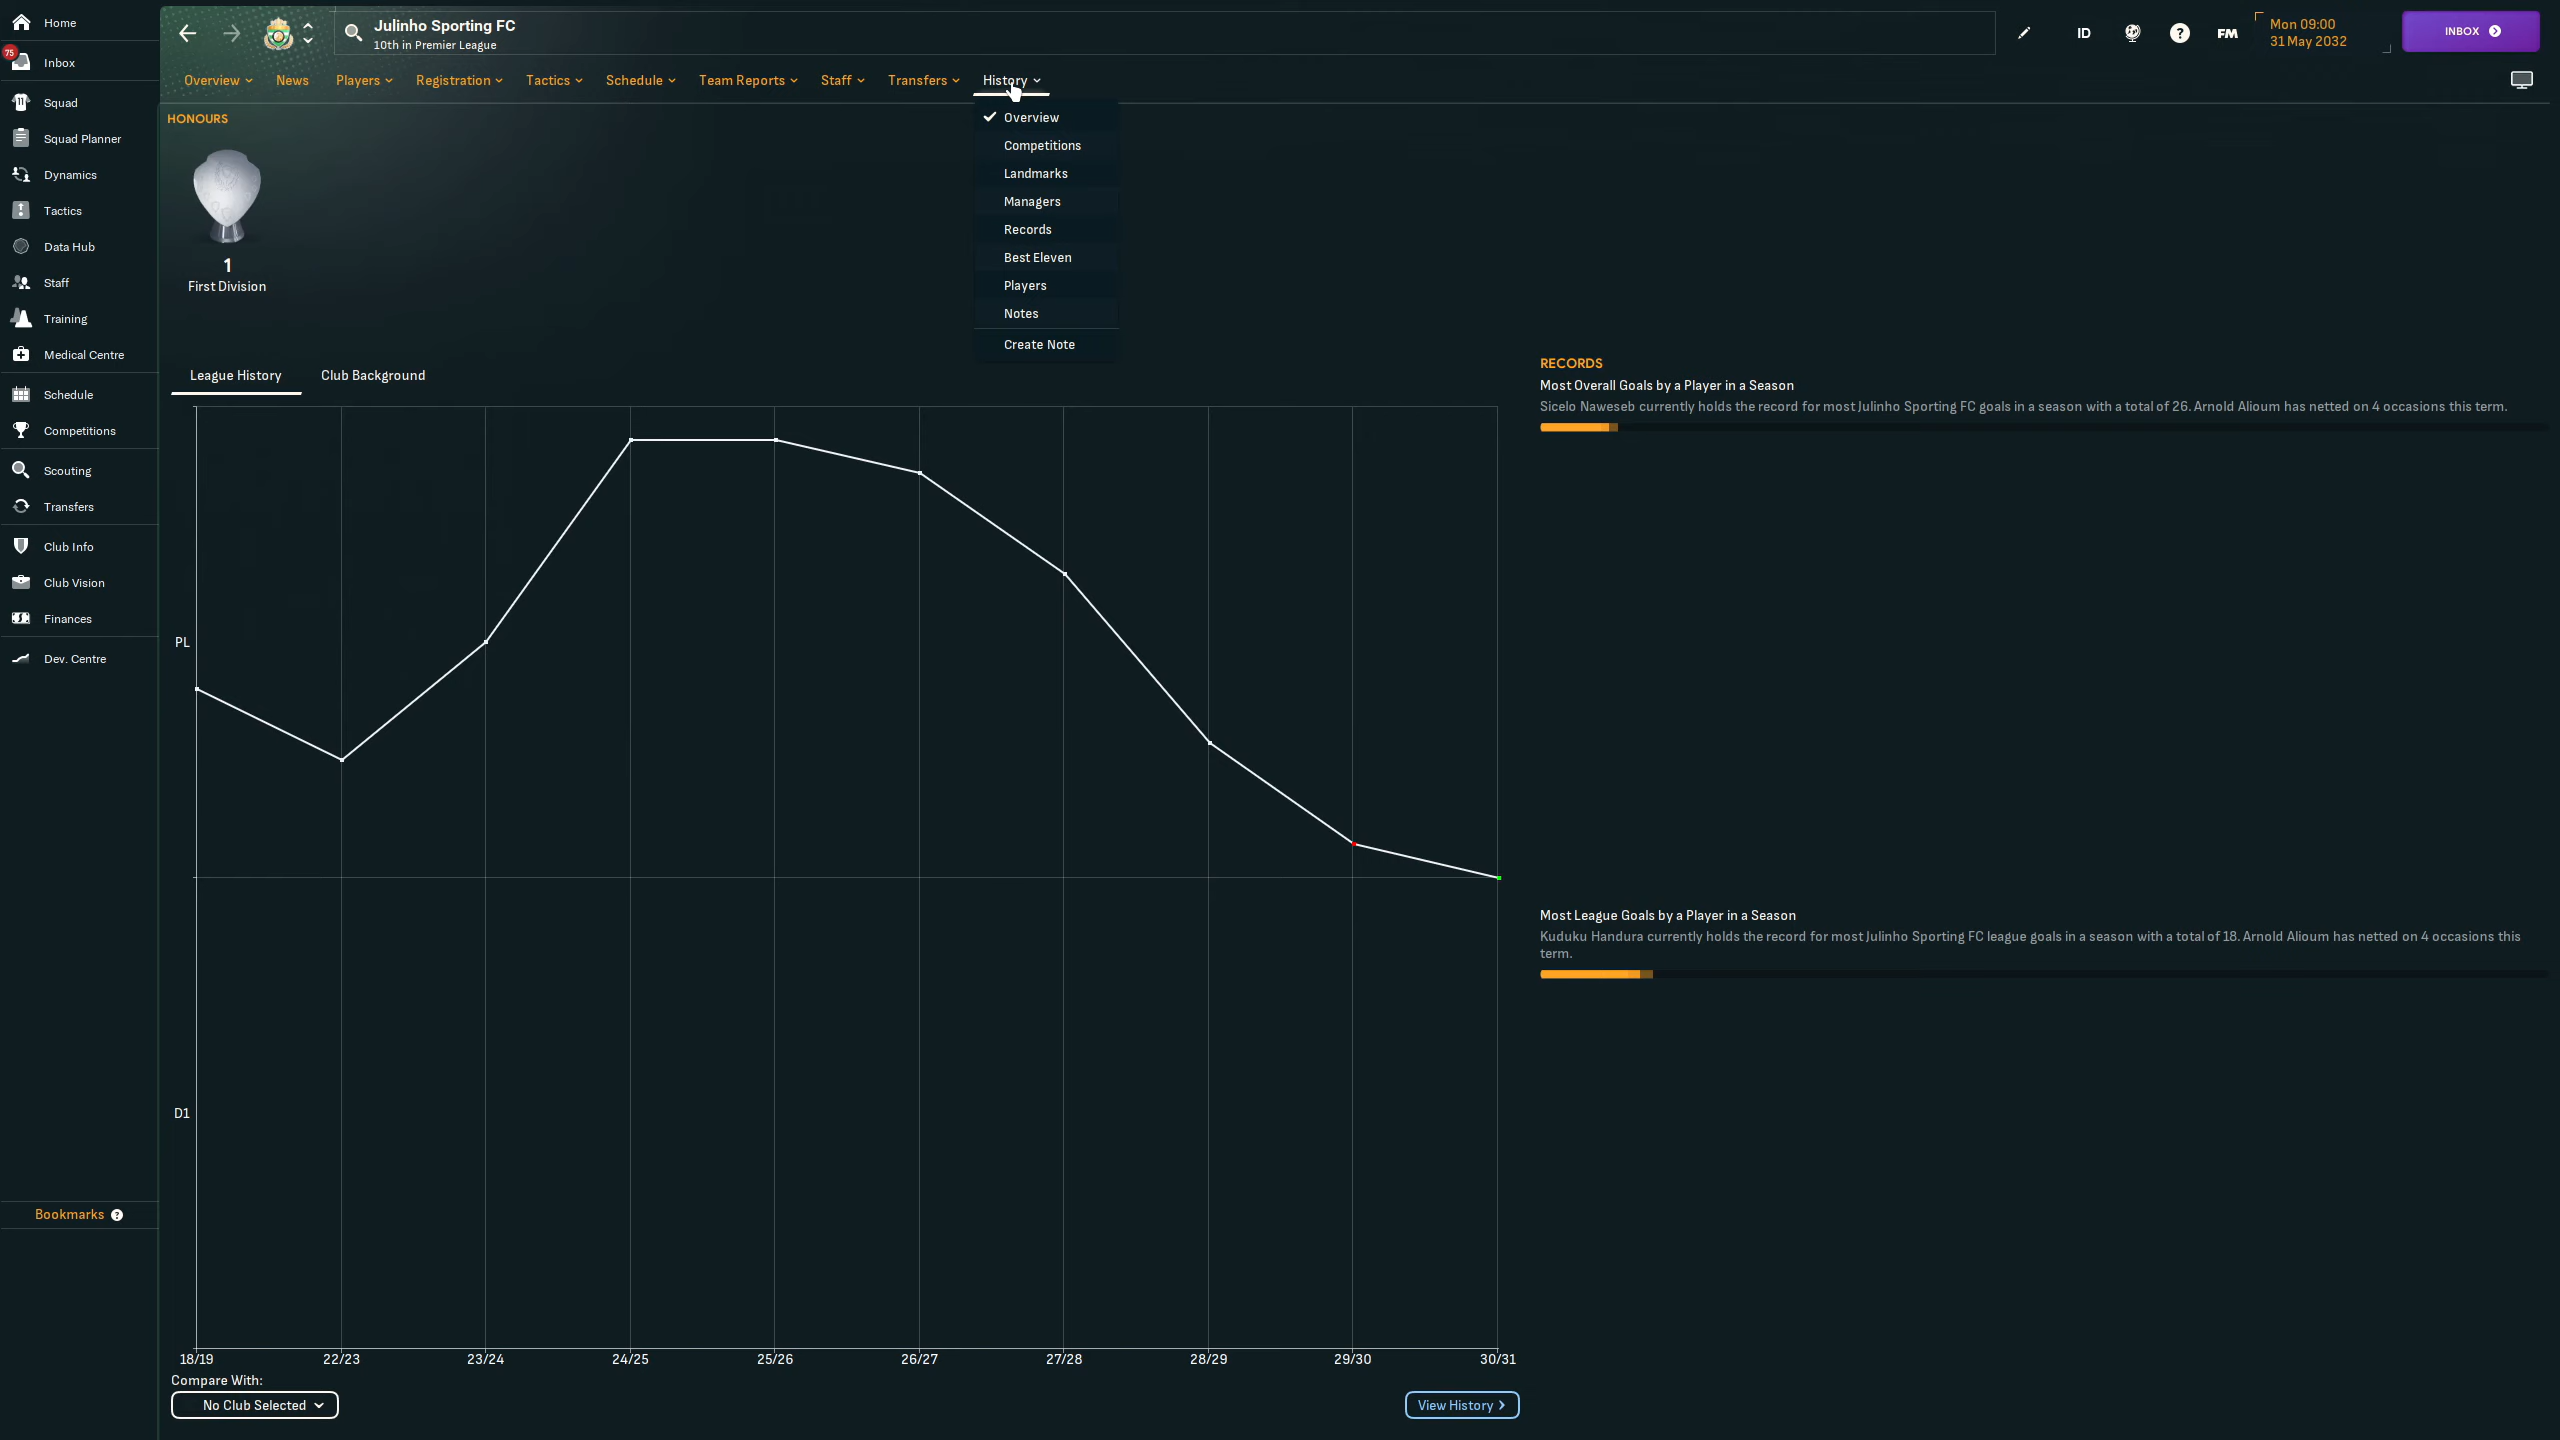 Home
75
Inbox
Squad
Squad Planner
Dynamics
Tactics
Data Hub
Staff
Training
Medical Centre
Schedule
Competitions
Scouting
Transfers
Club Info
Club Vision
Finances
Dev. Centre
Bookmarks ?
Julinho Sporting FC
10th in Premier League
ID
?
FM
Mon 09:00
31 May 2032
INBOX
Overview News Players Registration Tactics Schedule Team Reports Staff Transfers History
Overview
Competitions
Landmarks
Managers
Records
Best Eleven
Players
Notes
Create Note
HONOURS
1
First Division
League History Club Background
PL
D1
18/19 22/23 23/24 24/25 25/26 26/27 27/28 28/29 29/30 30/31
Compare With:
No Club Selected
View History
RECORDS
Most Overall Goals by a Player in a Season
Sicelo Naweseb currently holds the record for most Julinho Sporting FC goals in a season with a total of 26. Arnold Alioum has netted on 4 occasions this term.
Most League Goals by a Player in a Season
Kuduku Handura currently holds the record for most Julinho Sporting FC league goals in a season with a total of 18. Arnold Alioum has netted on 4 occasions this
term.